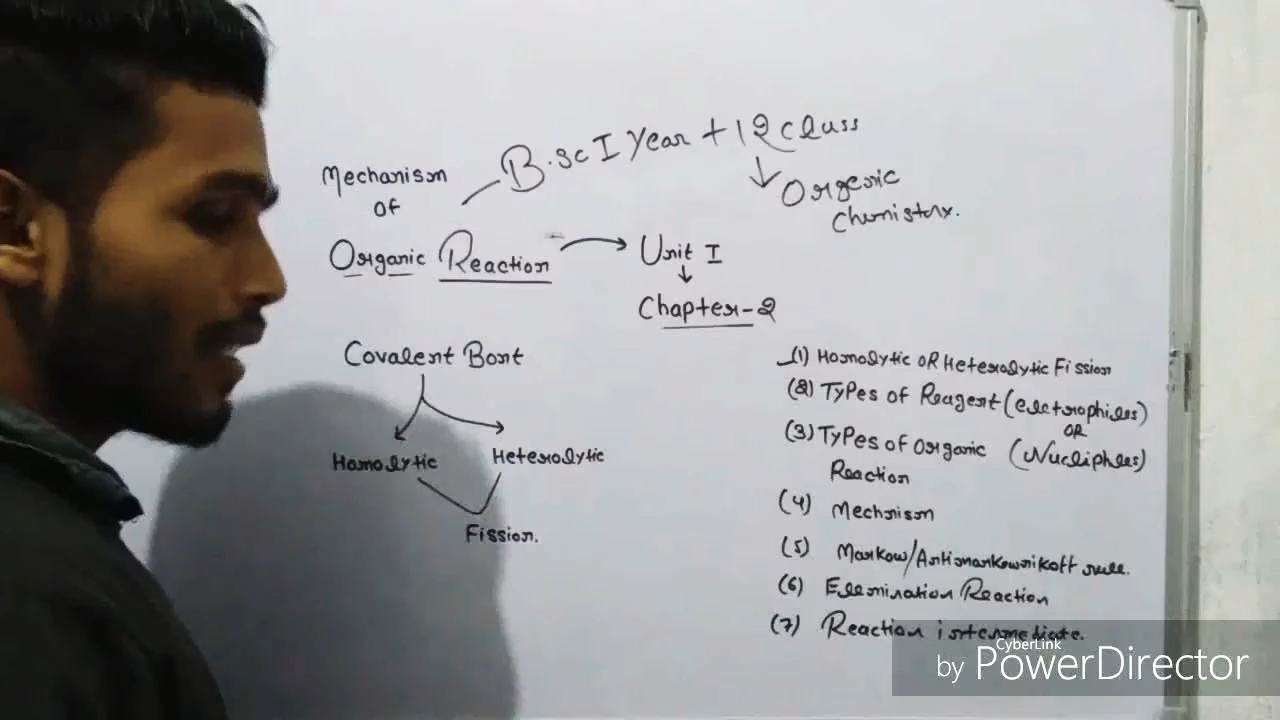 B.sc I Year + 12 class
↓ Orgenic
Chemistry.
Mechanism
OF
Organic Reaction → Unit I
↓
Chapter-2
Covalent Bont
Homolytic
Heterolytic
Fission.
(1) Homolytic OR Heterolytic Fission
(2) Types of Reagent (electrophiles)
OR
(3) Types of Organic (Nucliphles)
Reaction
(4) Mechnism
(5) Markow/Antimarkownikoff rule.
(6) Elemination Reaction
(7) Reaction intermediate.
CyberLink
by PowerDirector